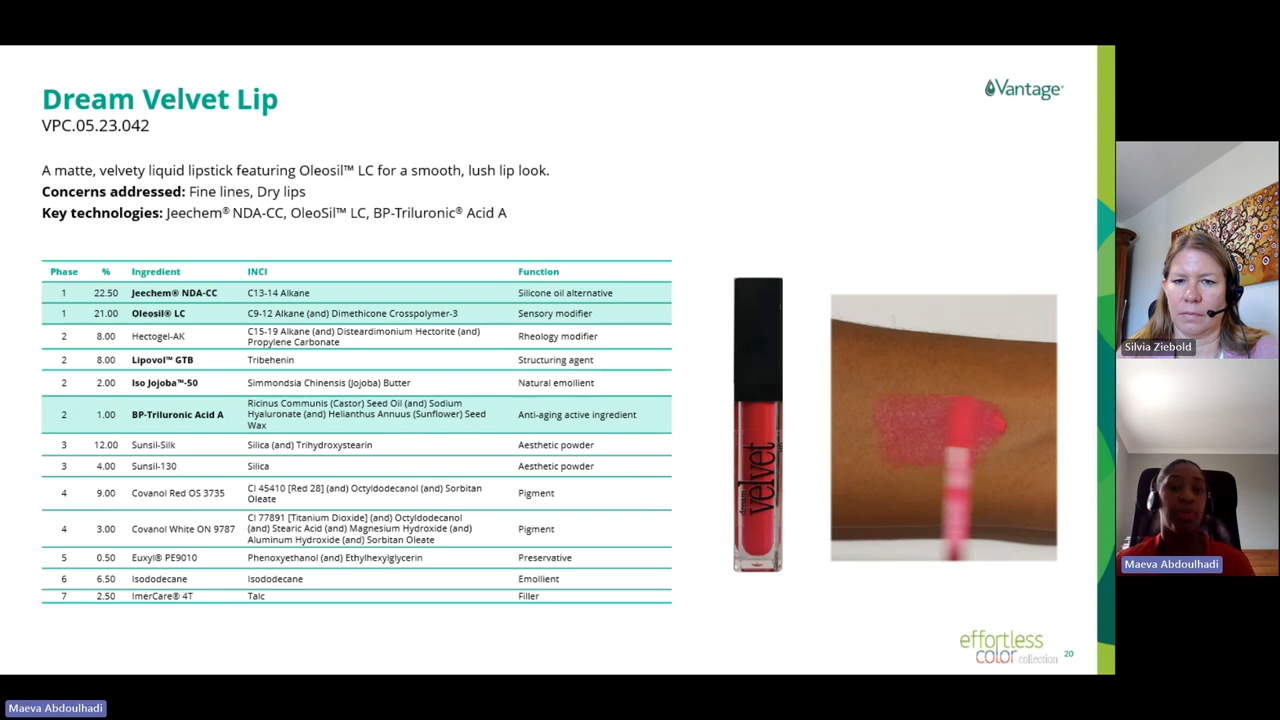 Dream Velvet Lip
VPC.05.23.042
Vantage®
A matte, velvety liquid lipstick featuring Oleosil™ LC for a smooth, lush lip look.
Concerns addressed: Fine lines, Dry lips
Key technologies: Jeechem® NDA-CC, OleoSil™ LC, BP-Triluronic® Acid A
Phase % Ingredient INCI Function
1 22.50 Jeechem® NDA-CC C13-14 Alkane Silicone oil alternative
1 21.00 Oleosil® LC C9-12 Alkane (and) Dimethicone Crosspolymer-3 Sensory modifier
2 8.00 Hectogel-AK C15-19 Alkane (and) Disteardimonium Hectorite (and)
Propylene Carbonate Rheology modifier
2 8.00 Lipovol™ GTB Tribehenin Structuring agent
2 2.00 Iso Jojoba™-50 Simmondsia Chinensis (Jojoba) Butter Natural emollient
2 1.00 BP-Triluronic Acid A Ricinus Communis (Castor) Seed Oil (and) Sodium
Hyaluronate (and) Helianthus Annuus (Sunflower) Seed
Wax Anti-aging active ingredient
3 12.00 Sunsil-Silk Silica (and) Trihydroxystearin Aesthetic powder
3 4.00 Sunsil-130 Silica Aesthetic powder
4 9.00 Covanol Red OS 3735 CI 45410 [Red 28] (and) Octyldodecanol (and) Sorbitan
Oleate Pigment
4 3.00 Covanol White ON 9787 CI 77891 [Titanium Dioxide] (and) Octyldodecanol
(and) Stearic Acid (and) Magnesium Hydroxide (and)
Aluminum Hydroxide (and) Sorbitan Oleate Pigment
5 0.50 Euxyl® PE9010 Phenoxyethanol (and) Ethylhexylglycerin Preservative
6 6.50 Isododecane Isododecane Emollient
7 2.50 ImerCare® 4T Talc Filler
dream velvet lip
effortless
color collection
20
Silvia Ziebold
Maeva Abdoulhadi
Maeva Abdoulhadi